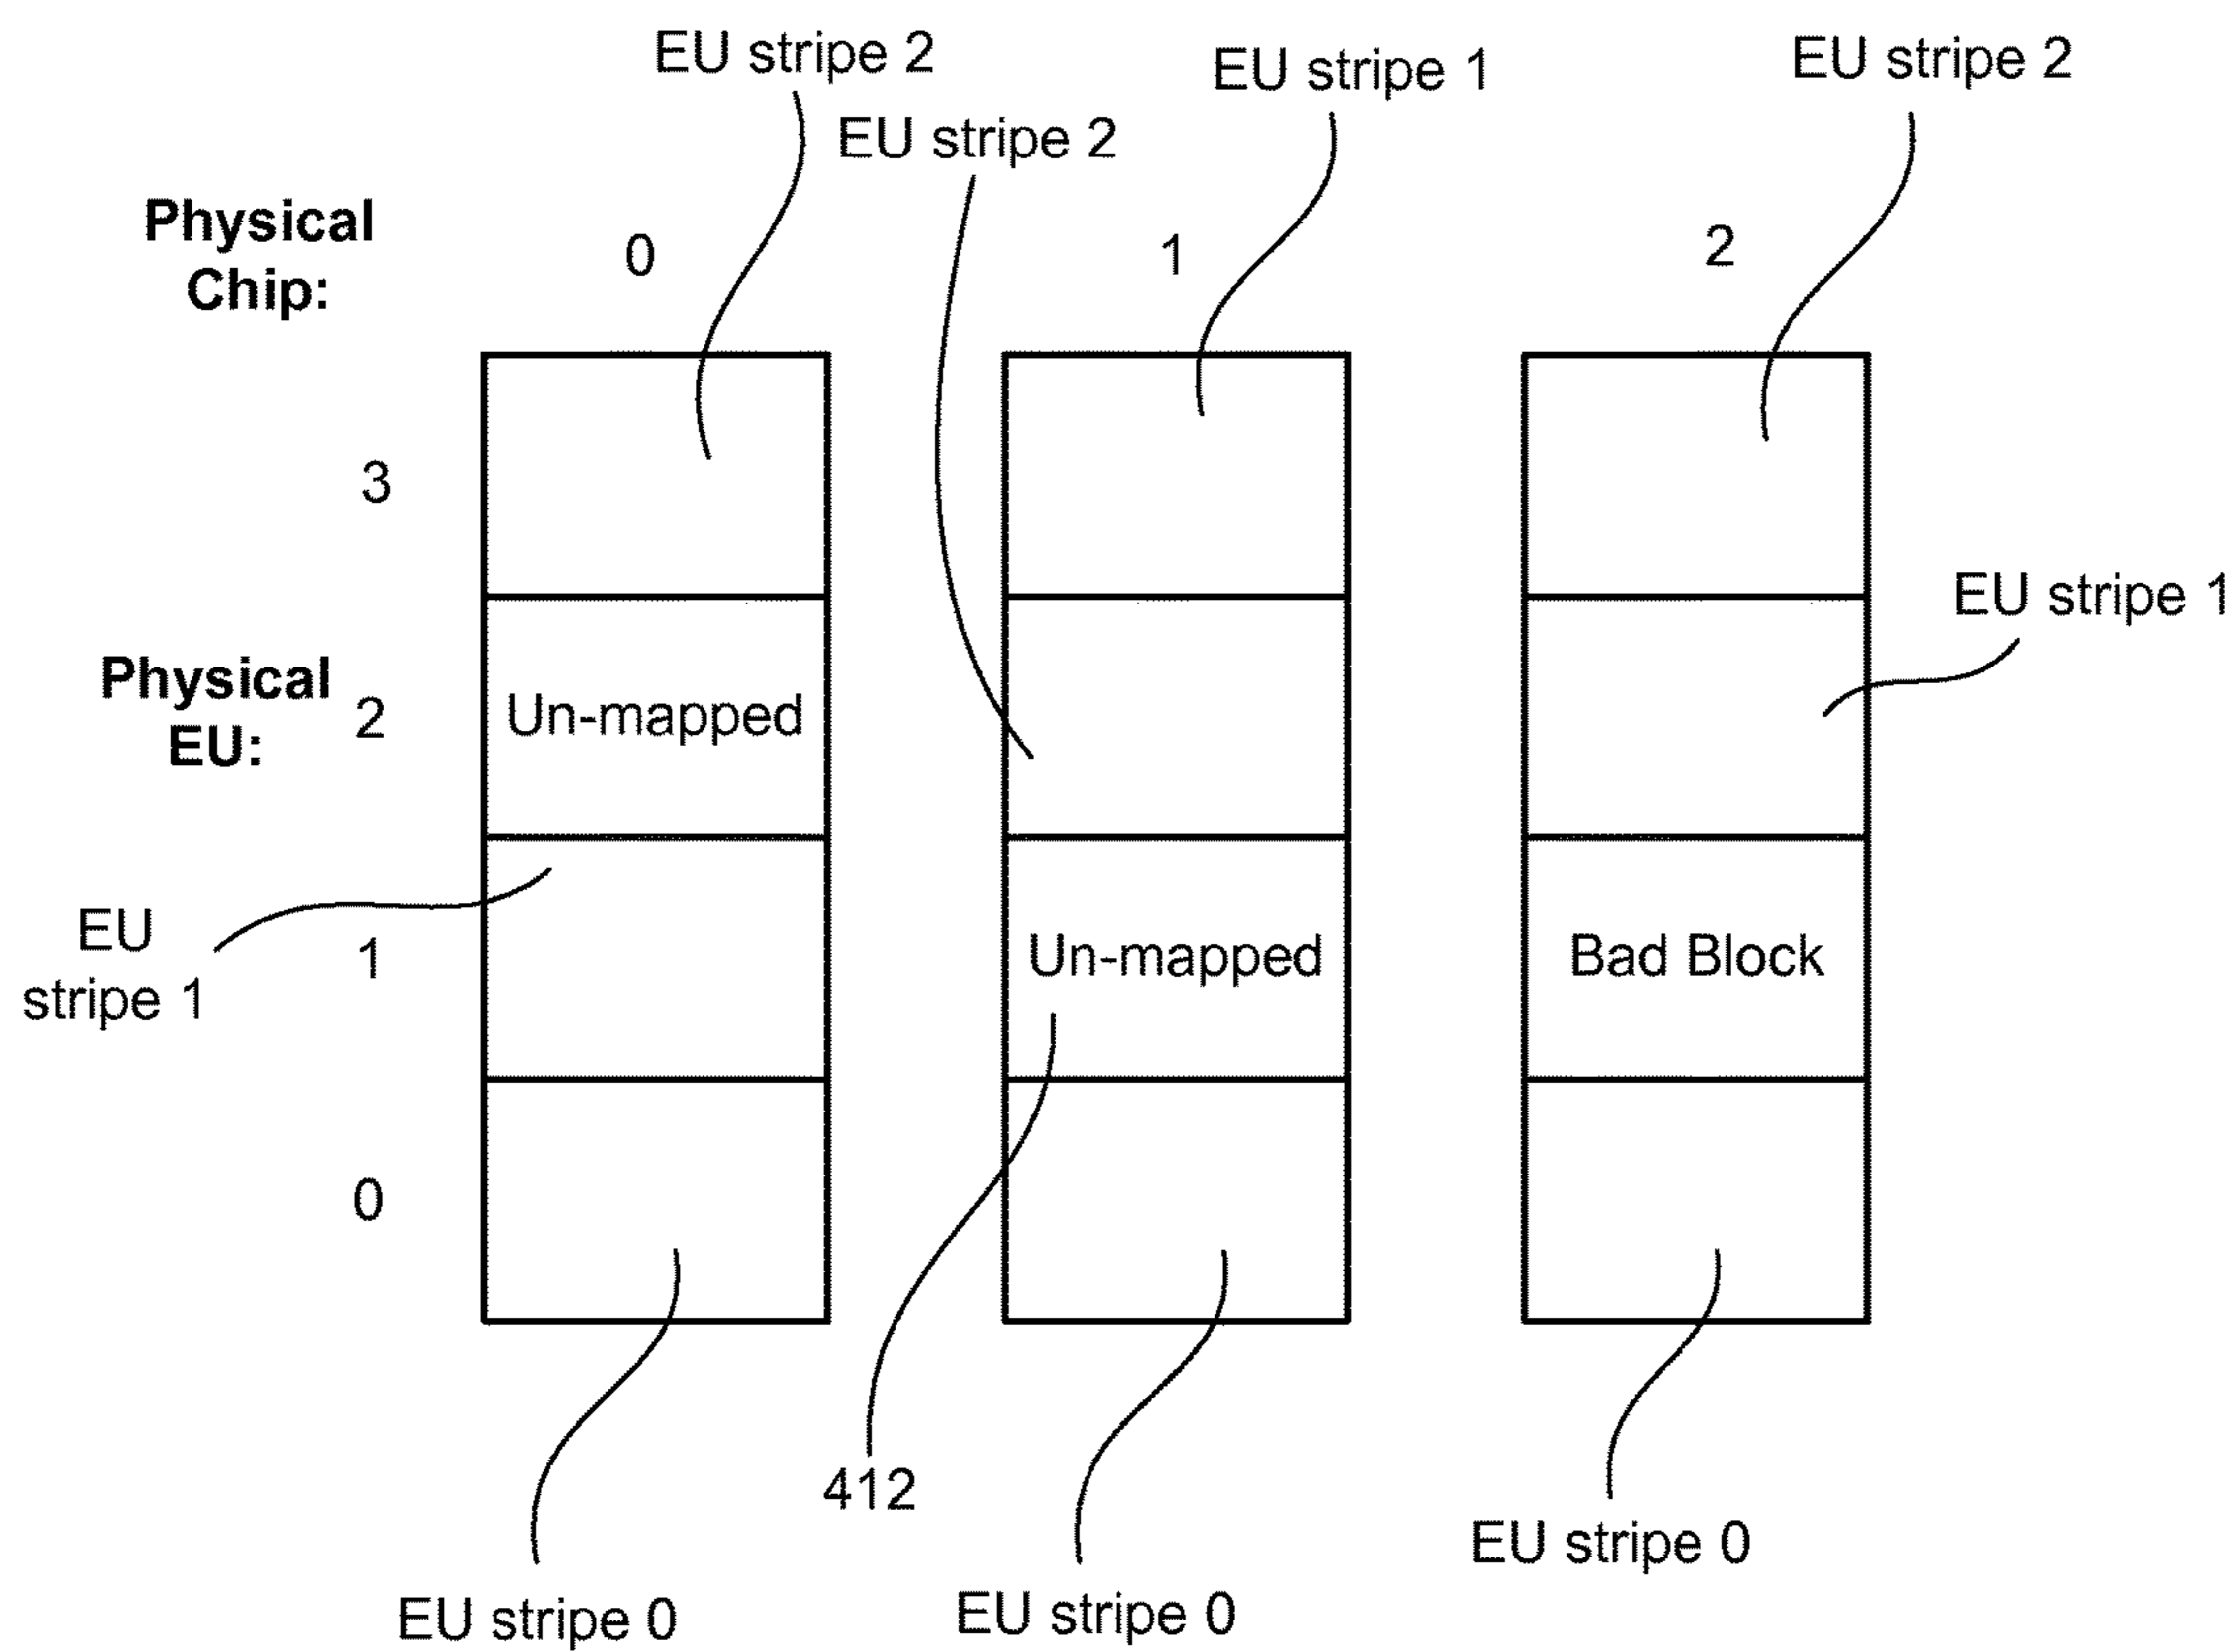 EU stripe 2
EU stripe 1
EU stripe 2
EU stripe 2
Physical
Chip:
0
1
2
3
EU stripe 1
Physical
EU:
2
Un-mapped
EU
stripe 1
1
Un-mapped
Bad Block
0
412
EU stripe 0
EU stripe 0
EU stripe 0